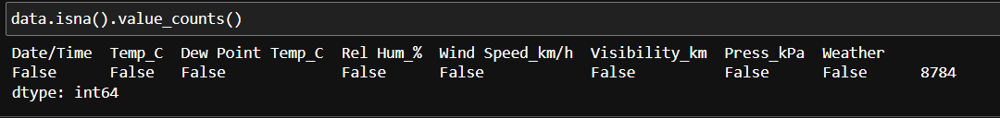 data.isna().value_counts()
Date/Time  Temp_C  Dew Point Temp_C  Rel Hum_%  Wind Speed_km/h  Visibility_km  Press_kPa  Weather
False      False   False             False      False            False          False      False      8784
dtype: int64